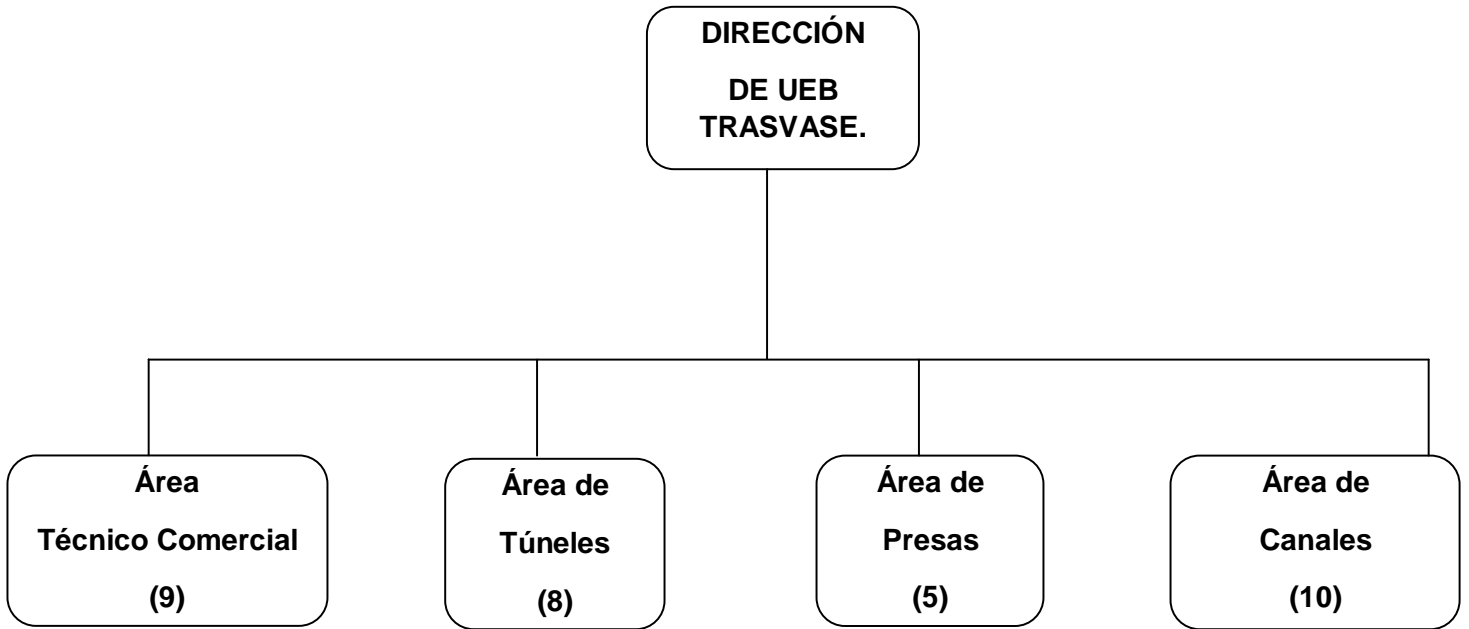 DIRECCIÓN
DE UEB
TRASVASE.
Área
Técnico Comercial
(9)
Área de
Túneles
(8)
Área de
Presas
(5)
Área de
Canales
(10)